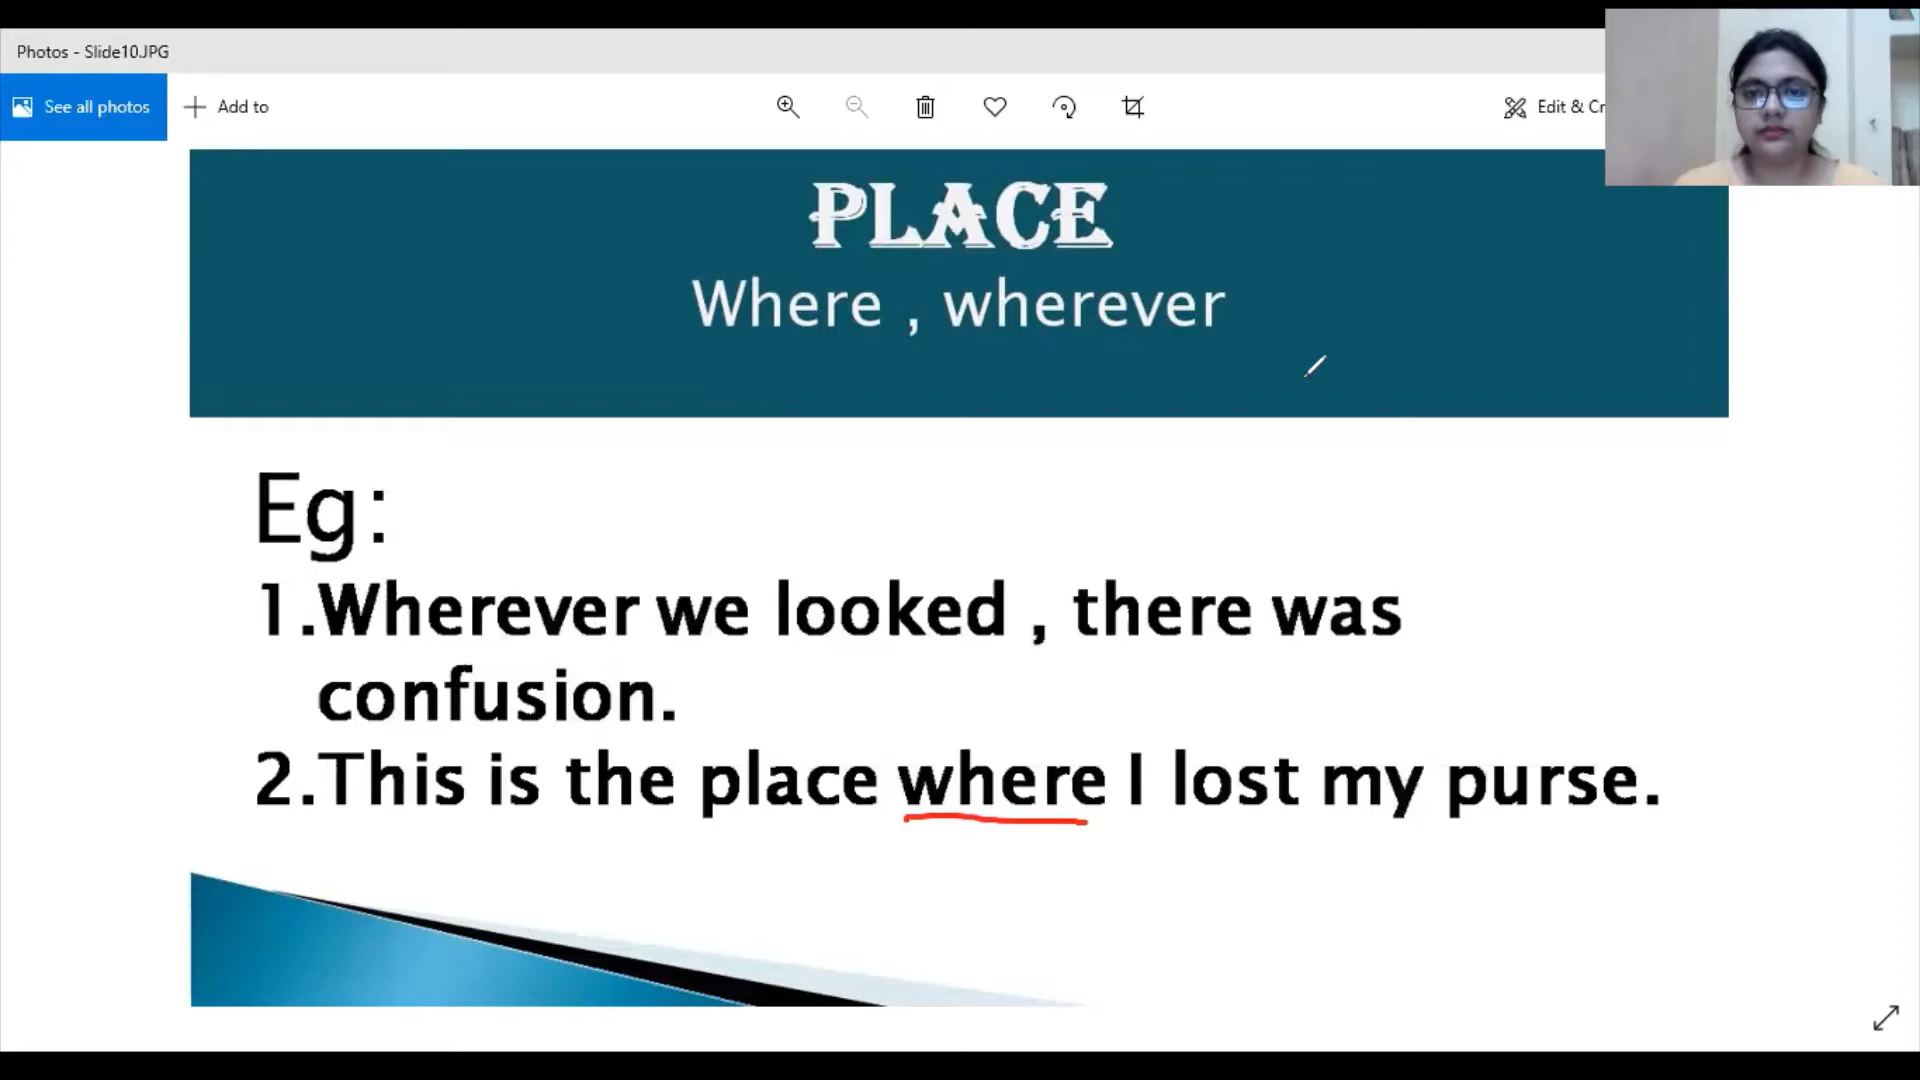 Photos - Slide10.JPG
See all photos
Add to
Edit & Cr
PLACE
Where , wherever
Eg:
1.Wherever we looked , there was
confusion.
2.This is the place where I lost my purse.